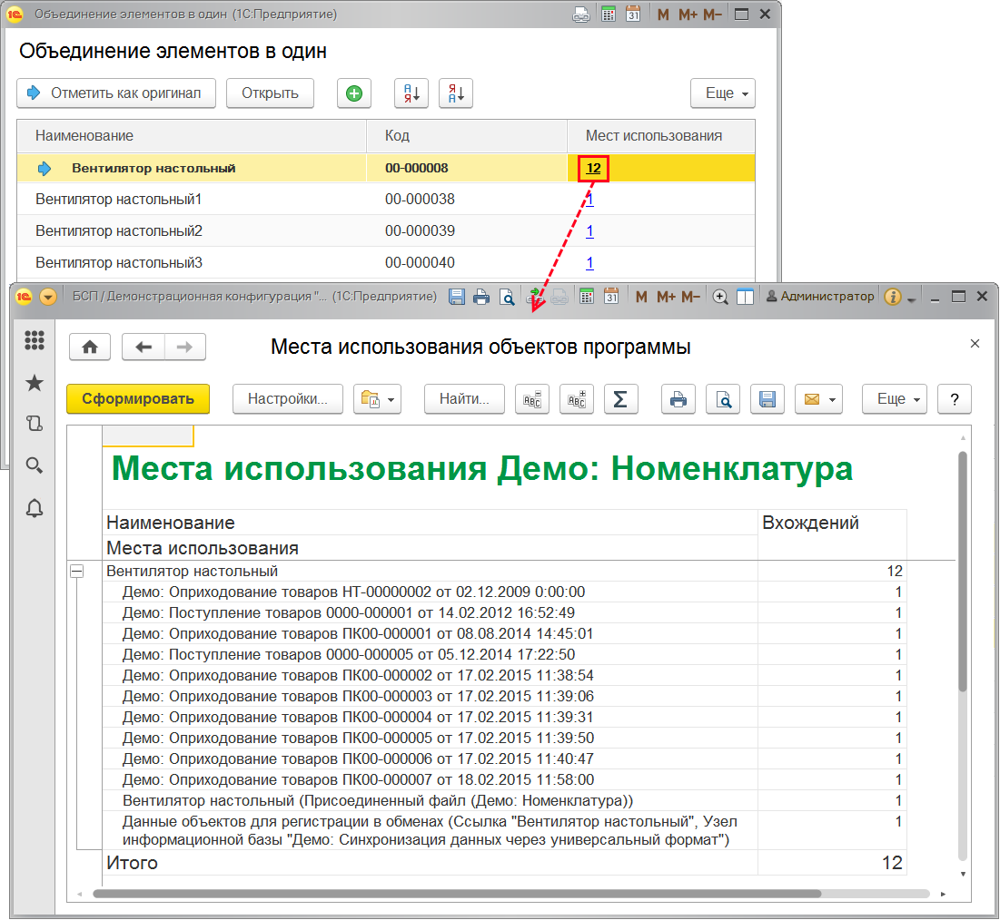 Объединение элементов в один (1С:Предприятие)
31 M M+ M-
Объединение элементов в один
Отметить как оригинал Открыть Еще
Наименование Код Мест использования
Вентилятор настольный 00-000008 12
Вентилятор настольный1 00-000038 1
Вентилятор настольный2 00-000039 1
Вентилятор настольный3 00-000040 1
БСП / Демонстрационная конфигурация "... (1С:Предприятие) 31 M M+ M- Администратор
Места использования объектов программы
Сформировать Настройки... Найти... ABC ABC Σ Еще ?
Места использования Демо: Номенклатура
Наименование Вхождений
Места использования
Вентилятор настольный 12
Демо: Оприходование товаров НТ-00000002 от 02.12.2009 0:00:00 1
Демо: Поступление товаров 0000-000001 от 14.02.2012 16:52:49 1
Демо: Оприходование товаров ПК00-000001 от 08.08.2014 14:45:01 1
Демо: Поступление товаров 0000-000005 от 05.12.2014 17:22:50 1
Демо: Оприходование товаров ПК00-000002 от 17.02.2015 11:38:54 1
Демо: Оприходование товаров ПК00-000003 от 17.02.2015 11:39:06 1
Демо: Оприходование товаров ПК00-000004 от 17.02.2015 11:39:31 1
Демо: Оприходование товаров ПК00-000005 от 17.02.2015 11:39:50 1
Демо: Оприходование товаров ПК00-000006 от 17.02.2015 11:40:47 1
Демо: Оприходование товаров ПК00-000007 от 18.02.2015 11:58:00 1
Вентилятор настольный (Присоединенный файл (Демо: Номенклатура)) 1
Данные объектов для регистрации в обменах (Ссылка "Вентилятор настольный", Узел 1
информационной базы "Демо: Синхронизация данных через универсальный формат")
Итого 12